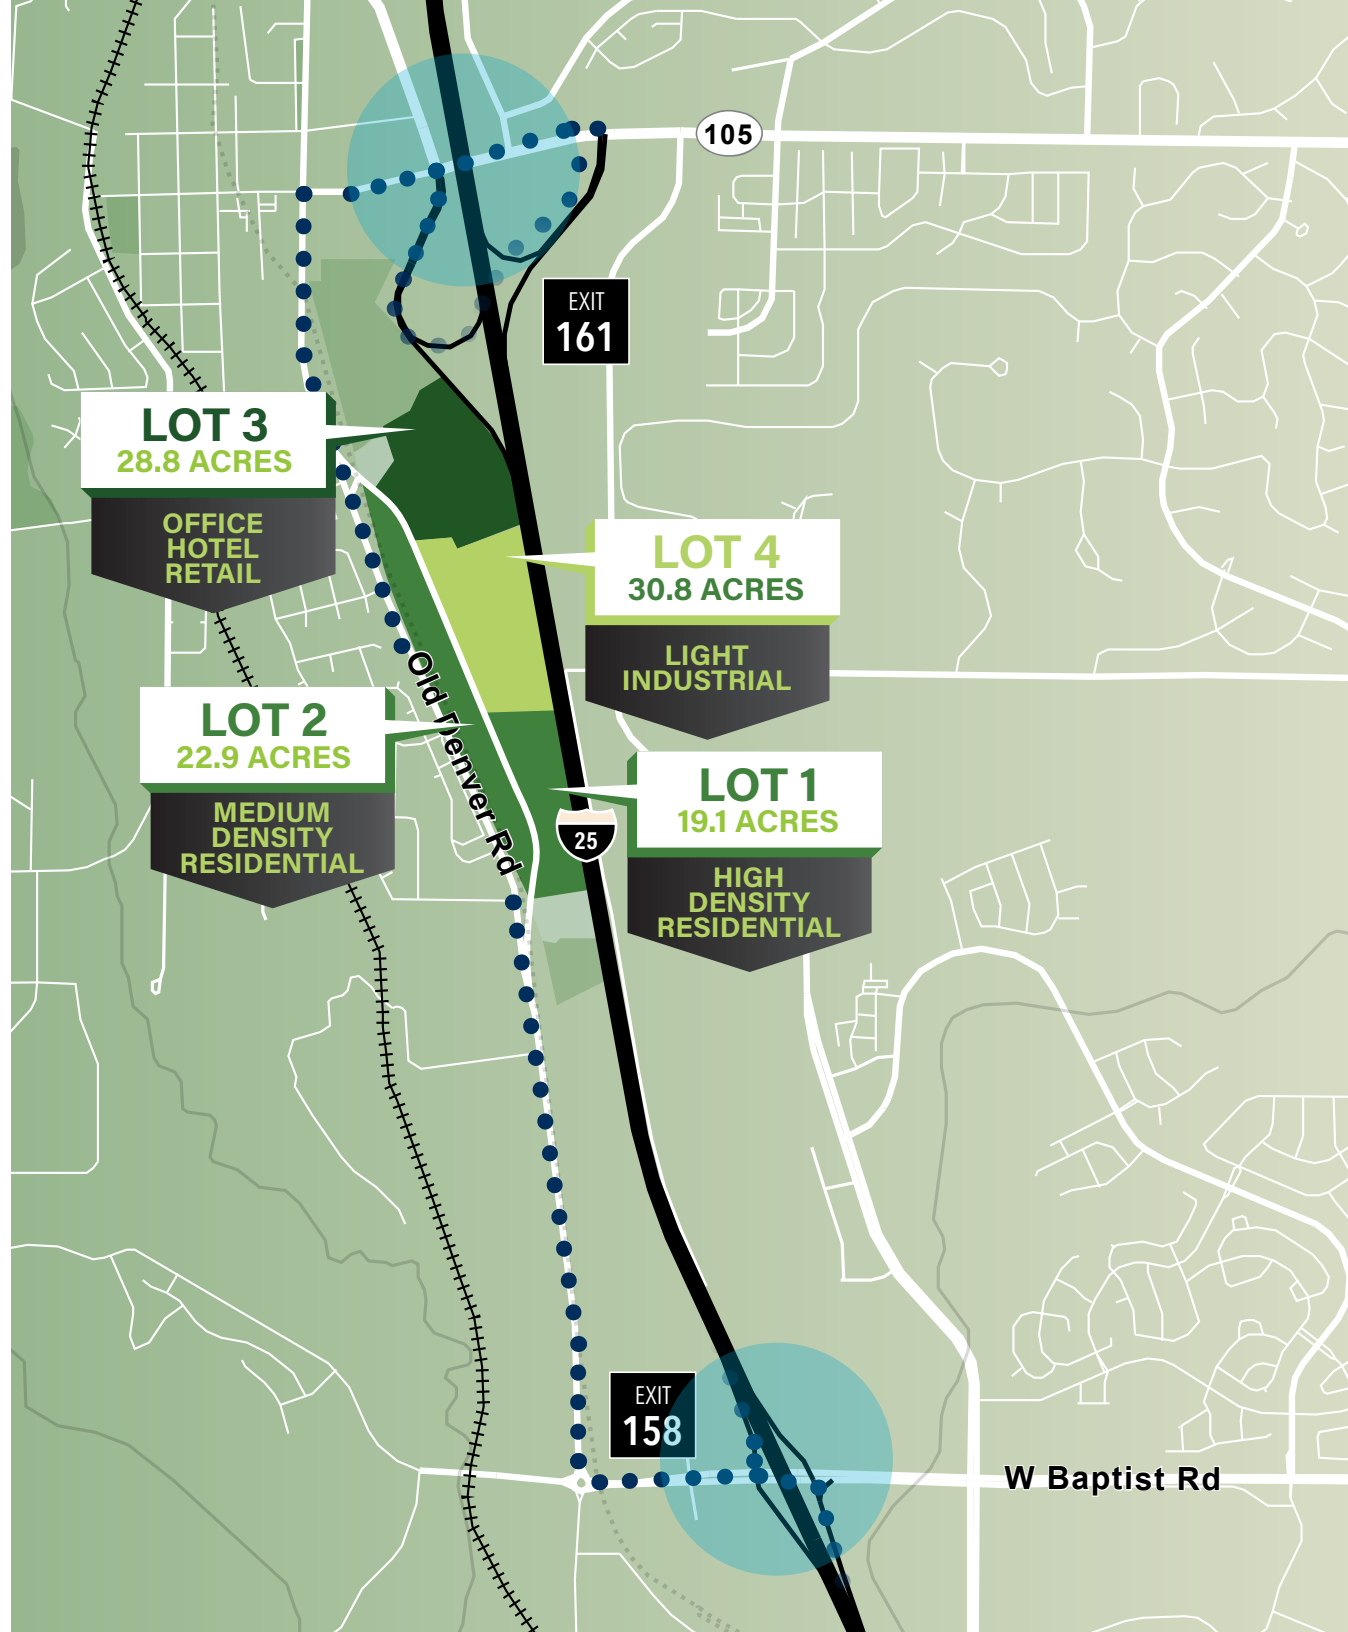 105
EXIT
161
LOT 3
28.8 ACRES
OFFICE
HOTEL
RETAIL
LOT 4
30.8 ACRES
LIGHT
INDUSTRIAL
Old Denver Rd
LOT 2
22.9 ACRES
MEDIUM
DENSITY
RESIDENTIAL
LOT 1
19.1 ACRES
HIGH
DENSITY
RESIDENTIAL
25
EXIT
158
W Baptist Rd